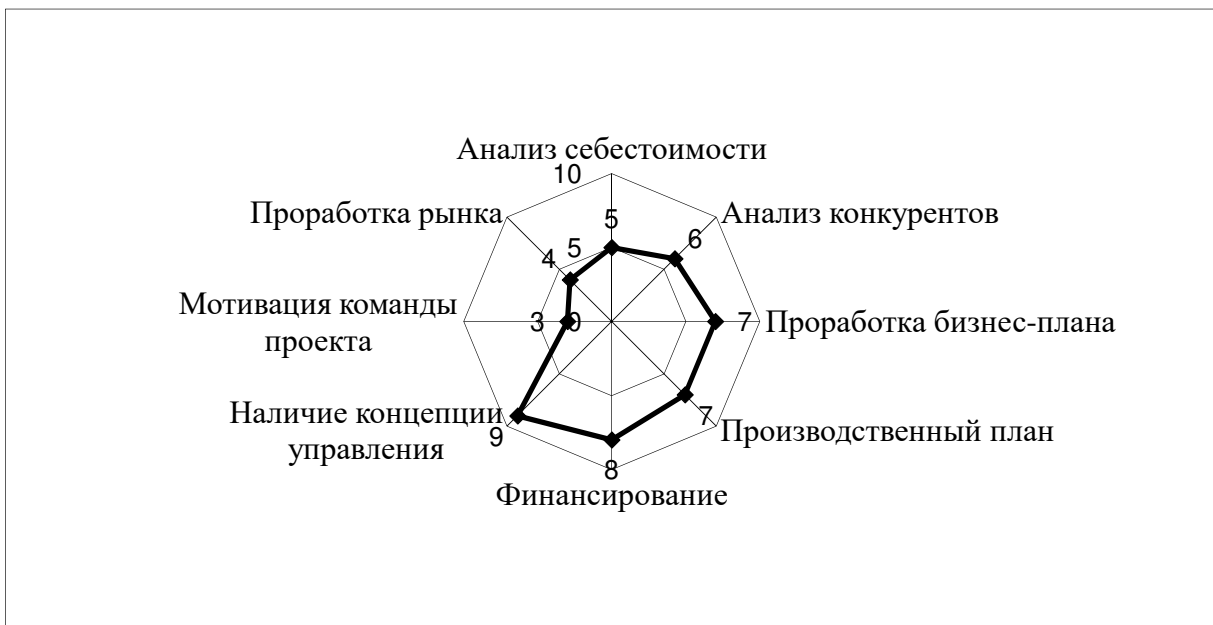 Анализ себестоимости
10
Проработка рынка
Анализ конкурентов
5
6
5
4
Мотивация команды
проекта
3
0
7
Проработка бизнес-плана
Наличие концепции
управления
9
7
Производственный план
8
Финансирование